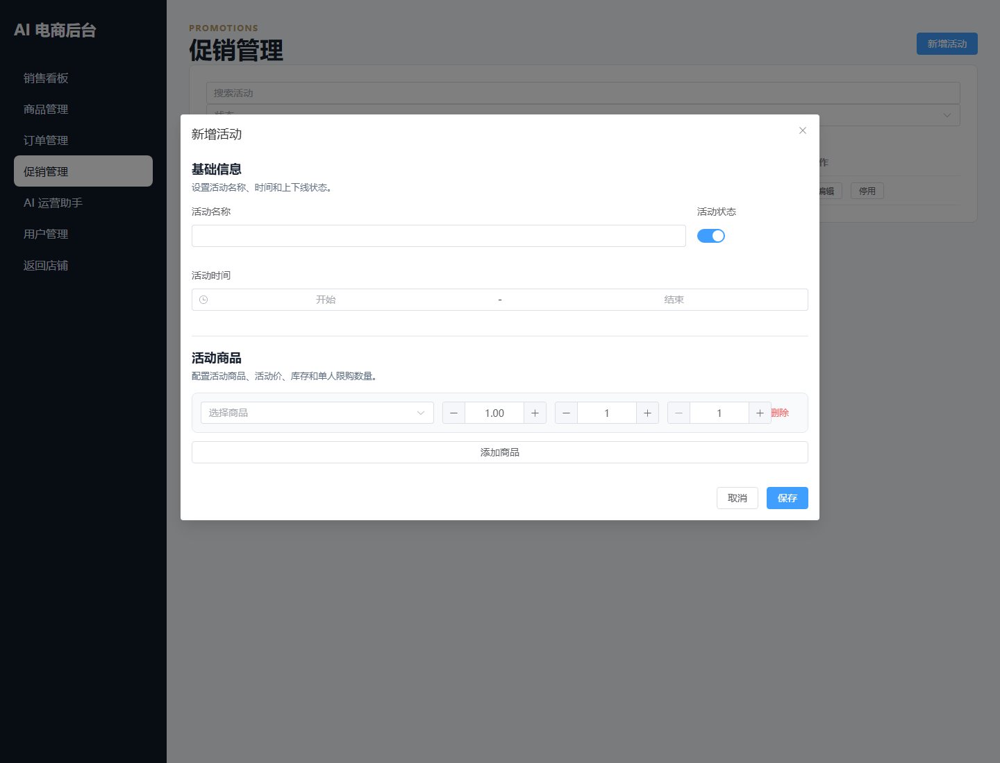 AI 电商后台
销售看板
商品管理
订单管理
促销管理
AI 运营助手
用户管理
返回店铺
PROMOTIONS
促销管理
新增活动
搜索活动
新增活动
基础信息
设置活动名称、时间和上下线状态。
活动名称
活动状态
活动时间
开始 - 结束
活动商品
配置活动商品、活动价、库存和单人限购数量。
选择商品 1.00 1 1 删除
添加商品
取消 保存
作
编辑 停用